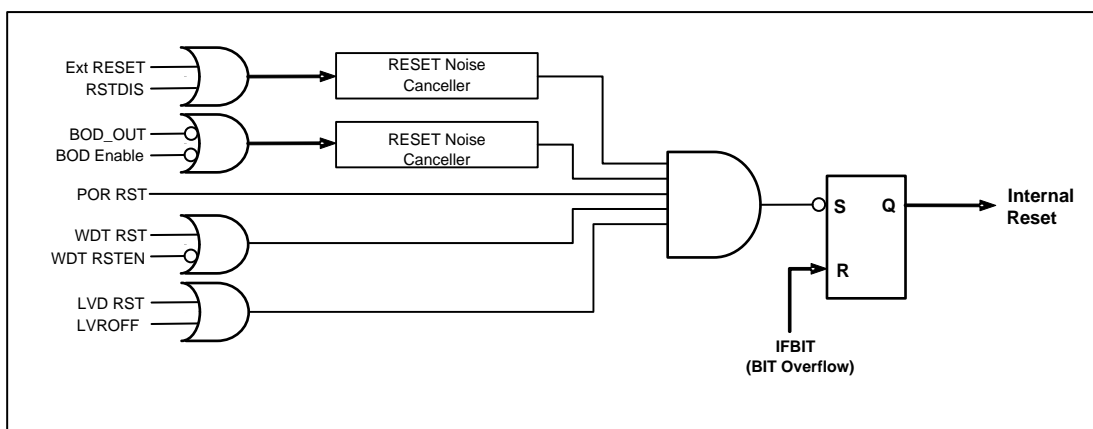 Ext RESET
RSTDIS
RESET Noise
Canceller
BOD_OUT
BOD Enable
RESET Noise
Canceller
POR RST
WDT RST
WDT RSTEN
LVD RST
LVROFF
S Q
R
Internal
Reset
IFBIT
(BIT Overflow)